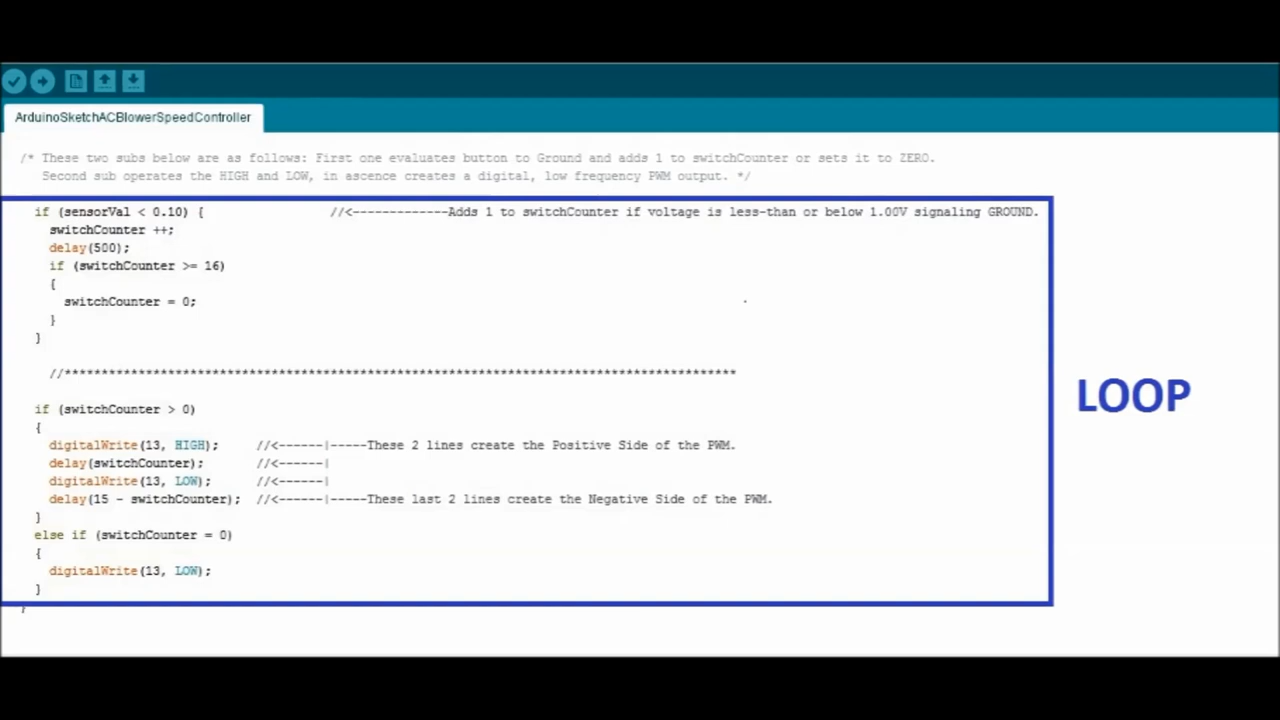 ArduinoSketchACBlowerSpeedController
/* These two subs below are as follows: First one evaluates button to Ground and adds 1 to switchCounter or sets it to ZERO.
Second sub operates the HIGH and LOW, in ascence creates a digital, low frequency PWM output. */
if (sensorVal < 0.10) { //<-------------Adds 1 to switchCounter if voltage is less-than or below 1.00V signaling GROUND.
switchCounter ++;
delay(500);
if (switchCounter >= 16)
{
switchCounter = 0;
}
}
//*******************************************************************************************
if (switchCounter > 0)
{
digitalWrite(13, HIGH); //<------|-----These 2 lines create the Positive Side of the PWM.
delay(switchCounter); //<------|
digitalWrite(13, LOW); //<------|
delay(15 - switchCounter); //<------|-----These last 2 lines create the Negative Side of the PWM.
}
else if (switchCounter = 0)
{
digitalWrite(13, LOW);
}
}
LOOP